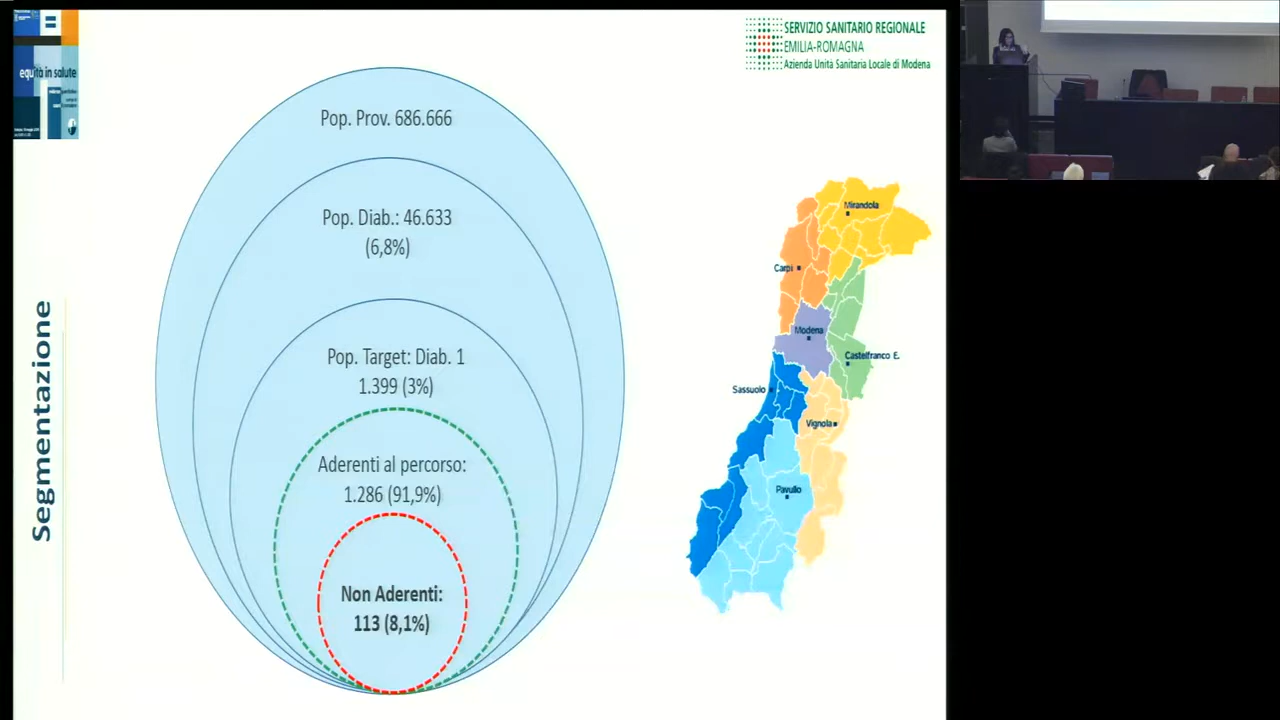 equità in salute
SERVIZIO SANITARIO REGIONALE
EMILIA-ROMAGNA
Azienda Unità Sanitaria Locale di Modena
Segmentazione
Pop. Prov. 686.666
Pop. Diab.: 46.633
(6,8%)
Pop. Target: Diab. 1
1.399 (3%)
Aderenti al percorso:
1.286 (91,9%)
Non Aderenti:
113 (8,1%)
Mirandola
Carpi
Modena
Castelfranco E.
Sassuolo
Vignola
Pavullo